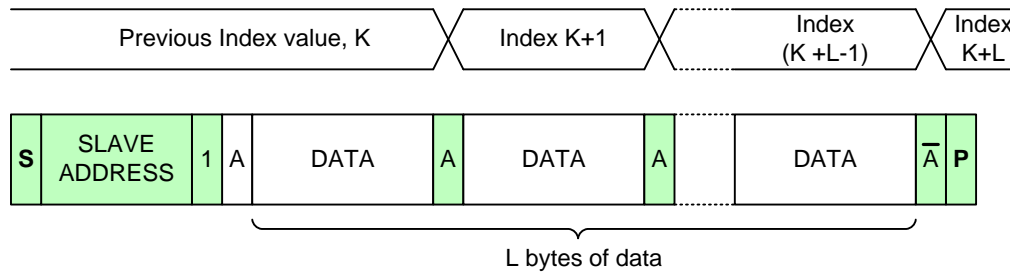 Previous Index value, K
Index K+1
Index
(K +L-1)
Index
K+L
S
SLAVE
ADDRESS
1
A
DATA
A
DATA
A
DATA
A̅
P
L bytes of data